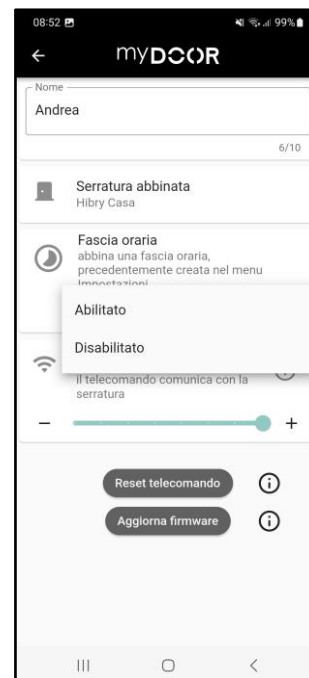 08:52 99%
myDOOR
Nome
Andrea
6/10
Serratura abbinata
Hibry Casa
Fascia oraria
abbina una fascia oraria,
precedentemente creata nel menu
Impostazioni
Abilitato
Disabilitato
il telecomando comunica con la
serratura
− +
Reset telecomando
Aggiorna firmware